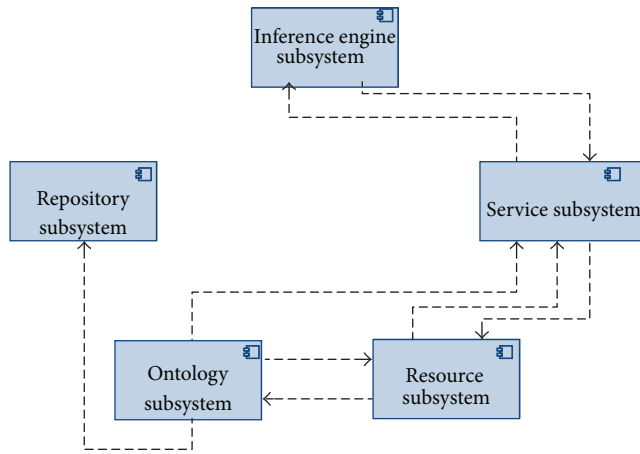 Inference engine
subsystem
Repository
subsystem
Service subsystem
Ontology
subsystem
Resource
subsystem